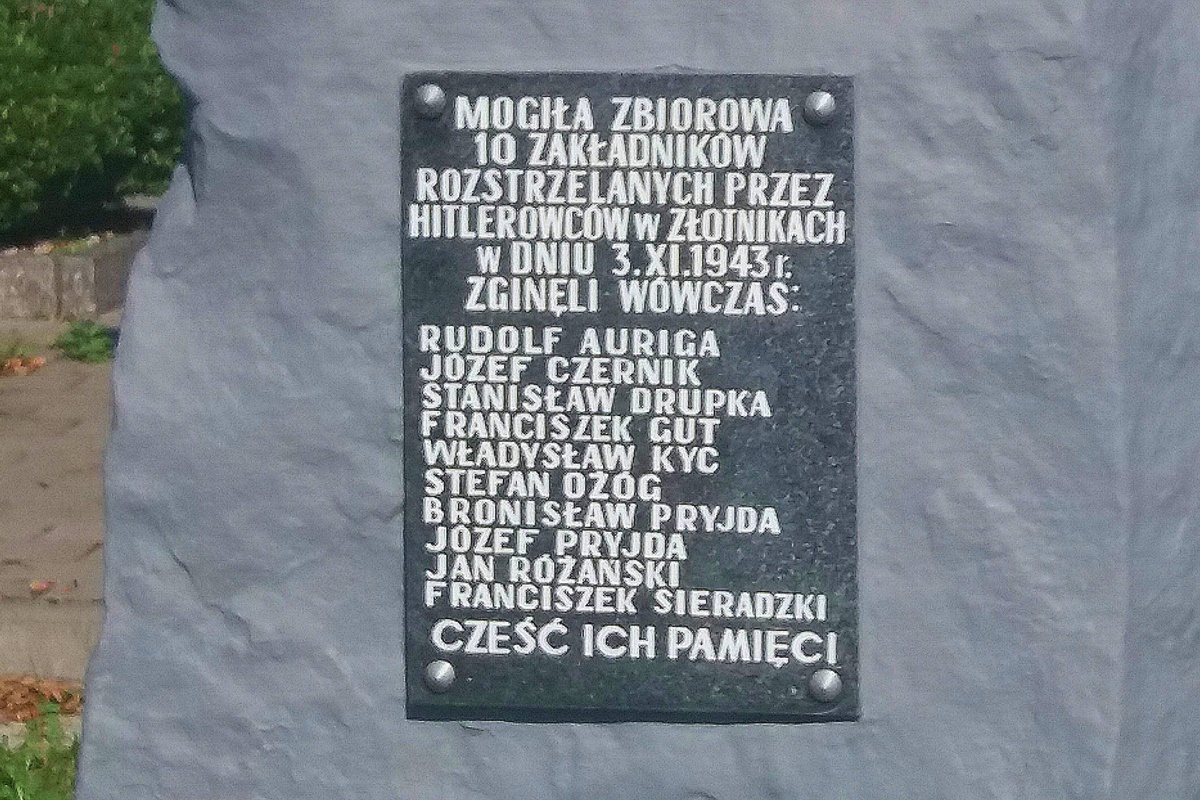 MOGIŁA ZBIOROWA
10 ZAKŁADNIKÓW
ROZSTRZELANYCH PRZEZ
HITLEROWCÓW w ZŁOTNIKACH
w DNIU 3.XI.1943 r.
ZGINĘLI WÓWCZAS:
RUDOLF AURIGA
JÓZEF CZERNIK
STANISŁAW DRUPKA
FRANCISZEK GUT
WŁADYSŁAW KYC
STEFAN OŻÓG
BRONISŁAW PRYJDA
JÓZEF PRYJDA
JAN RÓŻAŃSKI
FRANCISZEK SIERADZKI
CZEŚĆ ICH PAMIĘCI